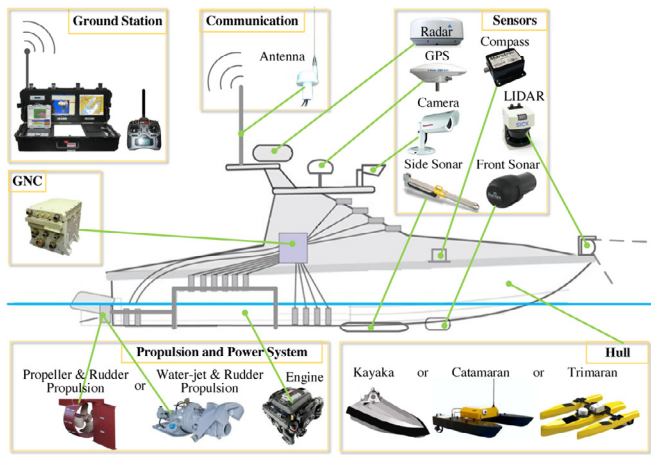 Ground Station
Communication
Antenna
Sensors
Radar
Compass
GPS
Camera
LIDAR
SICK
Side Sonar
Front Sonar
GNC
Propulsion and Power System
Propeller & Rudder
Propulsion
or
Water-jet & Rudder
Propulsion
Engine
Hull
Kayaka
or
Catamaran
or
Trimaran